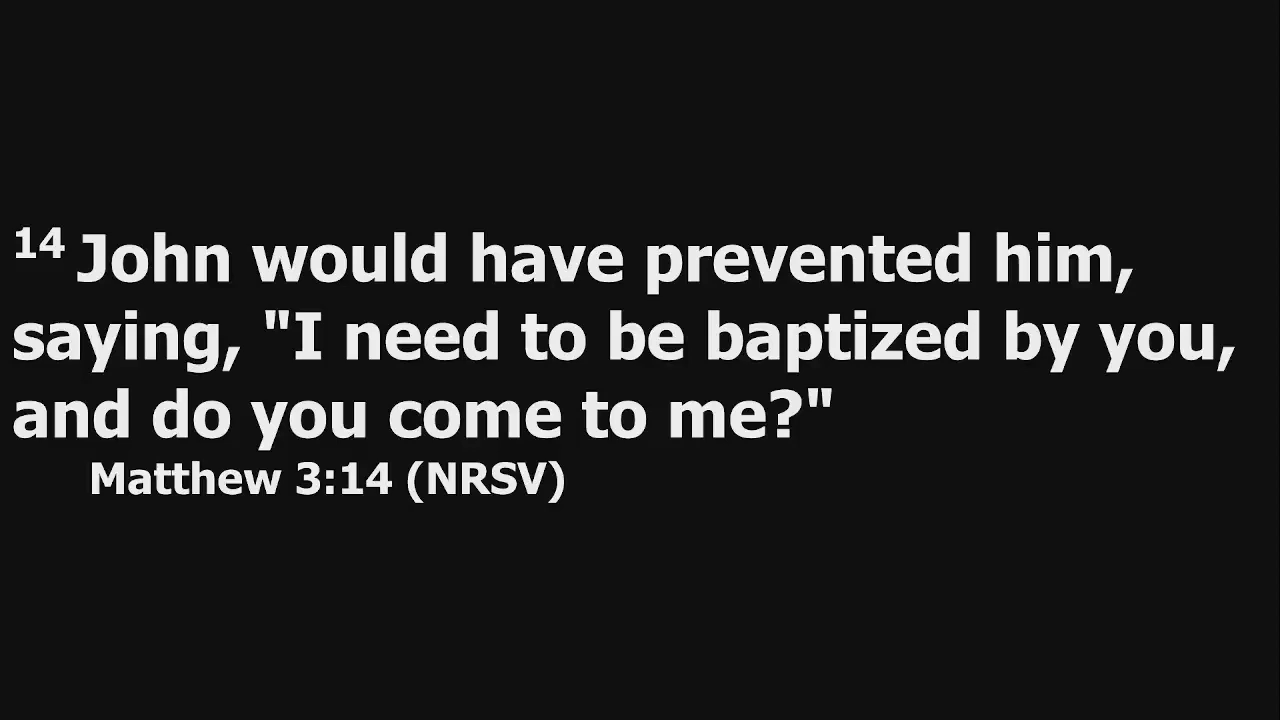 14 John would have prevented him,
saying, "I need to be baptized by you,
and do you come to me?"
Matthew 3:14 (NRSV)